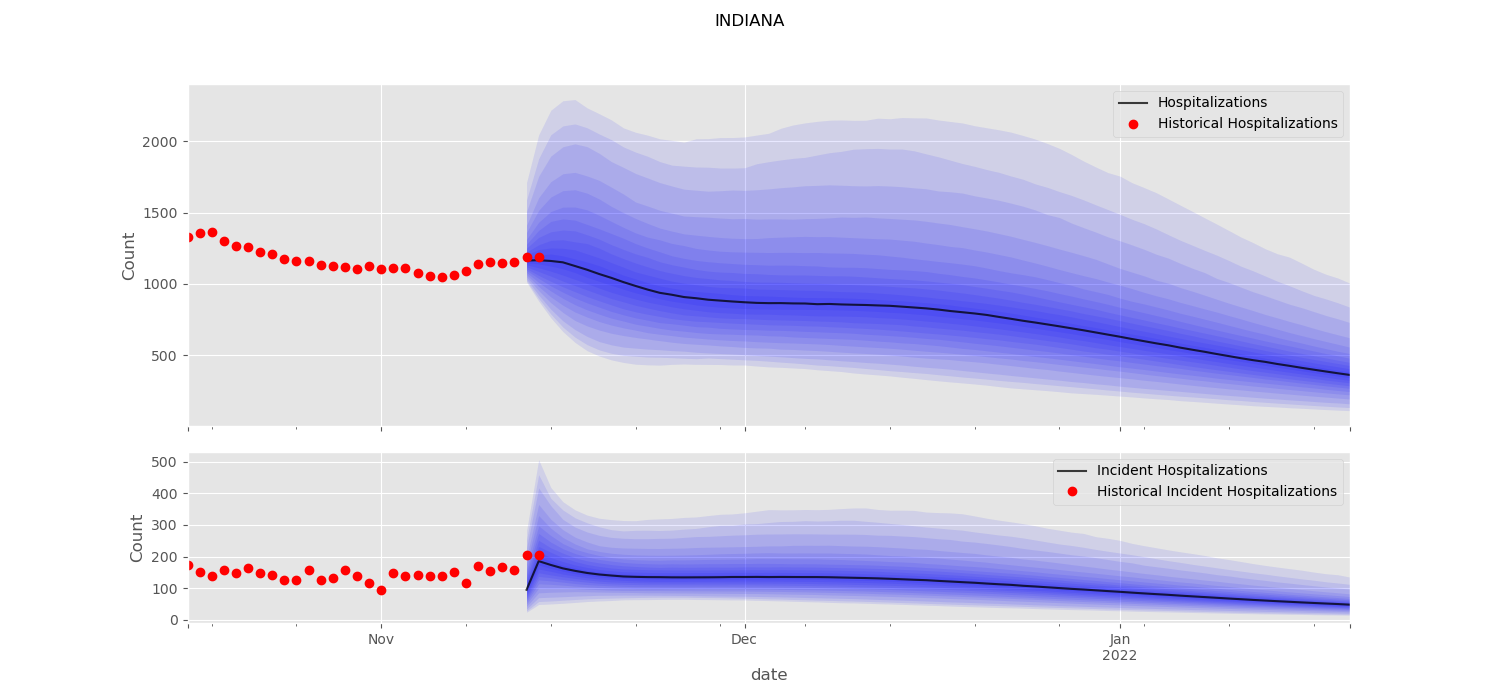 INDIANA
Hospitalizations
Historical Hospitalizations
2000
1500
1000
500
Count
Incident Hospitalizations
Historical Incident Hospitalizations
500
400
300
200
100
0
Count
Nov
Dec
Jan
2022
date